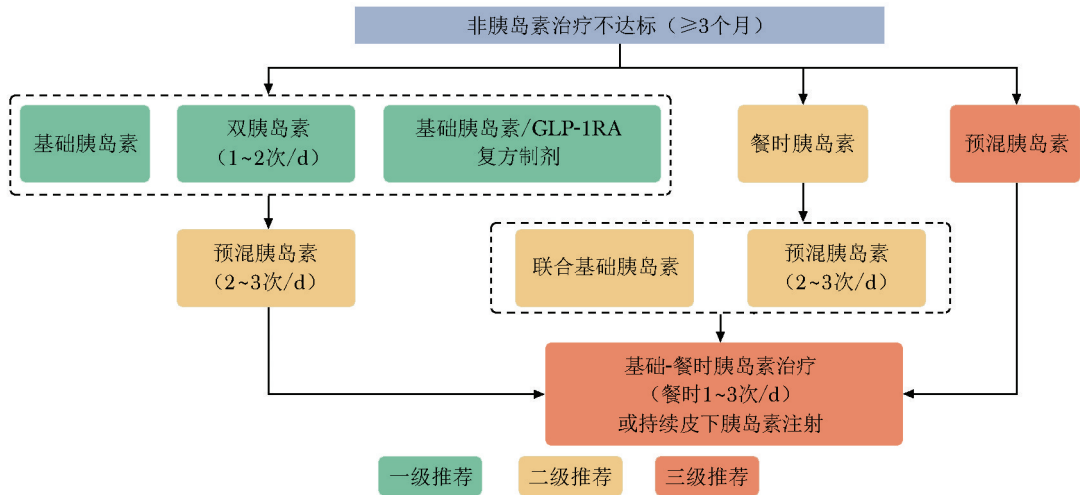 非胰岛素治疗不达标（≥3个月）
基础胰岛素
双胰岛素
（1~2次/d）
基础胰岛素/GLP-1RA
复方制剂
餐时胰岛素
预混胰岛素
预混胰岛素
（2~3次/d）
联合基础胰岛素
预混胰岛素
（2~3次/d）
基础-餐时胰岛素治疗
（餐时1~3次/d）
或持续皮下胰岛素注射
一级推荐
二级推荐
三级推荐